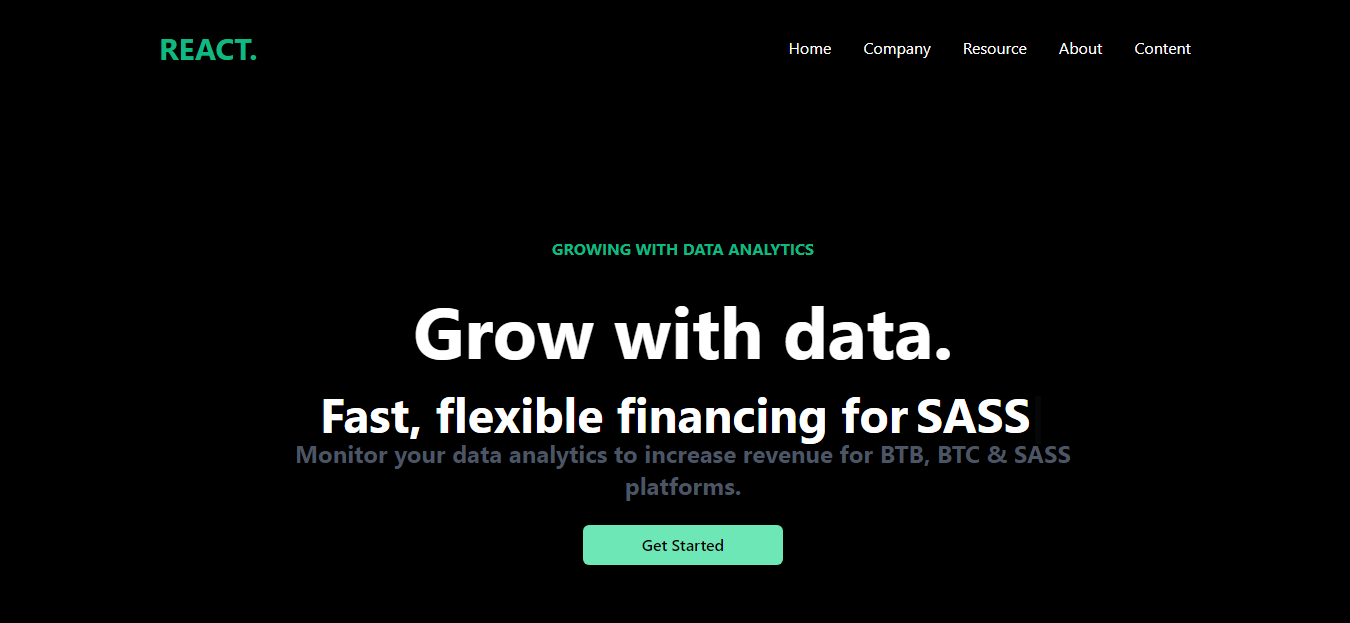 REACT.
Home Company Resource About Content
GROWING WITH DATA ANALYTICS
Grow with data.
Fast, flexible financing for SASS
Monitor your data analytics to increase revenue for BTB, BTC & SASS
platforms.
Get Started